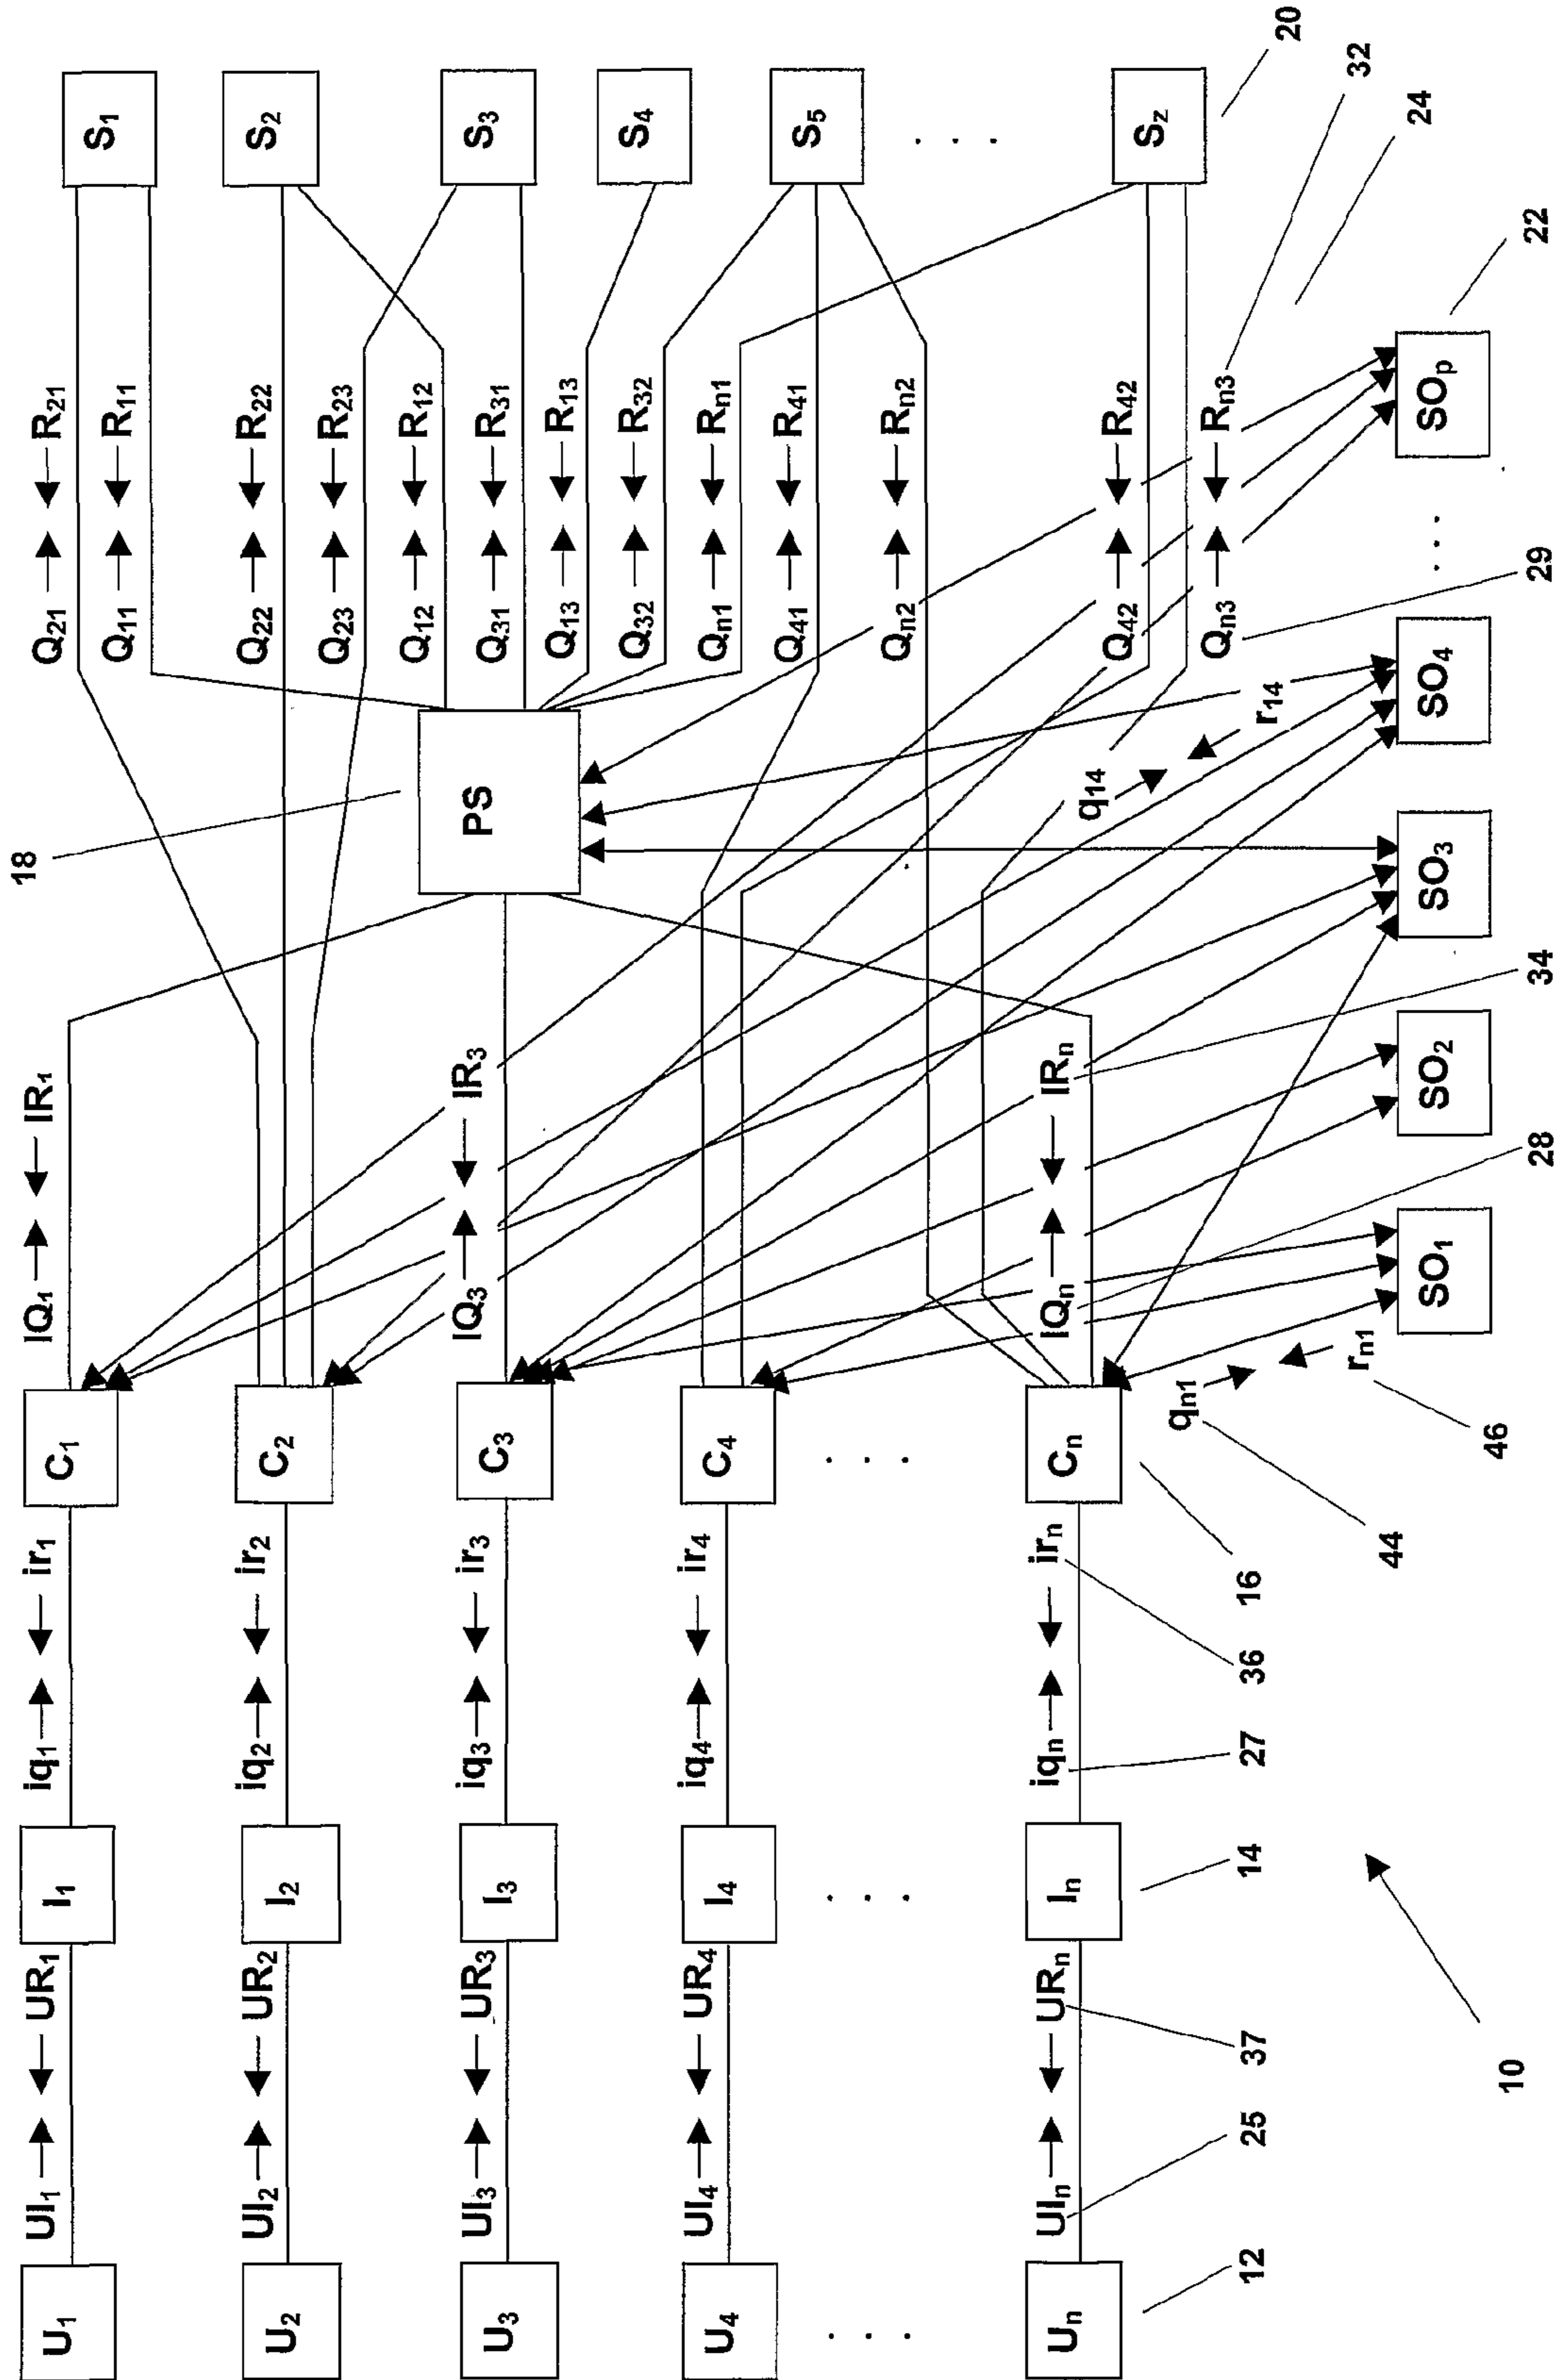 U1 UI1 UR1 I1 iq1 ir1 C1 IQ1 IR1
Q21 R21
Q11 R11
S1
U2 UI2 UR2 I2 iq2 ir2 C2
Q22 R22
S2
Q23 R23
Q12 R12
U3 UI3 UR3 I3 iq3 ir3 C3 IQ3 IR3
18
PS
Q31 R31
S3
Q13 R13
Q32 R32
S4
U4 UI4 UR4 I4 iq4 ir4 C4
Qn1 Rn1
Q41 R41
S5
. . .
. . .
. . .
Qn2 Rn2
. . .
Un UIn URn In iqn irn Cn IQn IRn
Q42 R42
Sz
q14 r14
Qn3 Rn3
12 25 37 14 27 36 16
qn1 rn1
20
32
44 46
24
SO1 SO2 SO3 SO4 . . . SOp
22
10
28 34 29